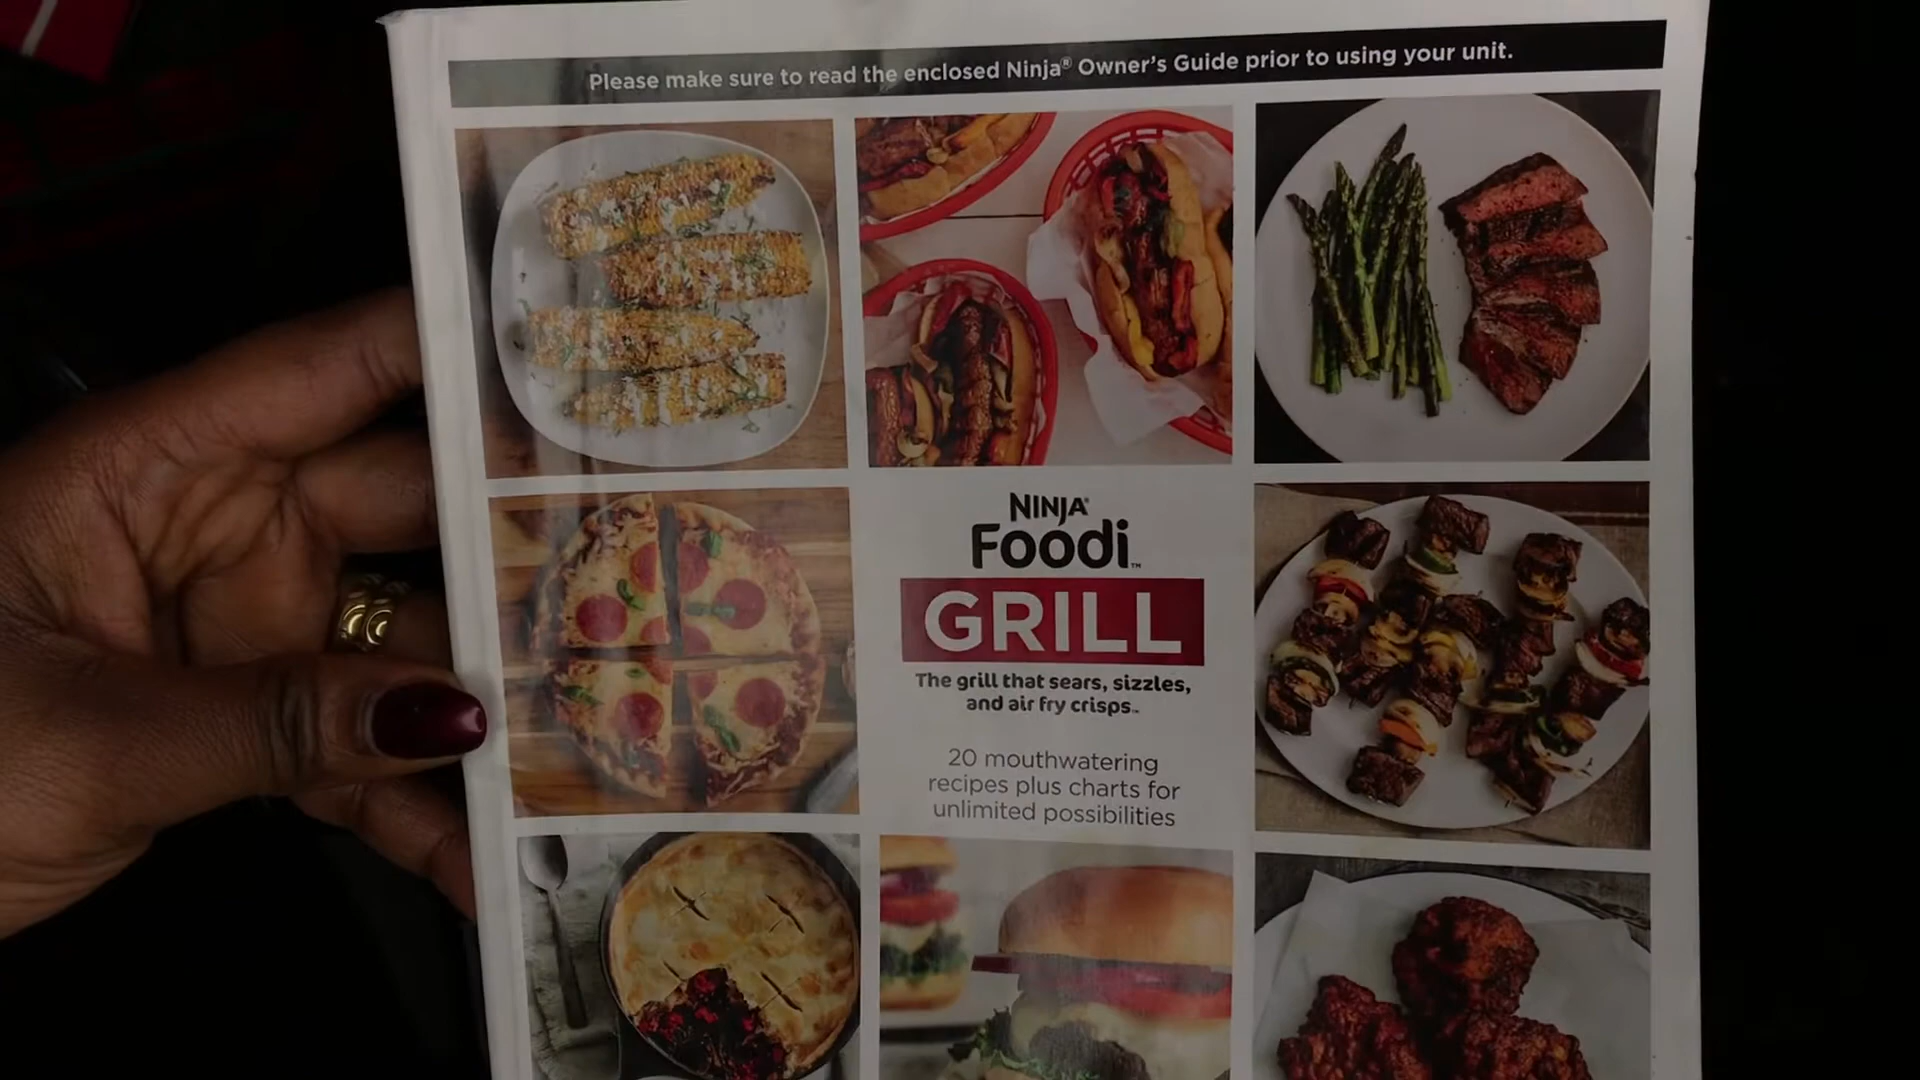 Please make sure to read the enclosed Ninja® Owner's Guide prior to using your unit.
NINJA®
Foodi™
GRILL
The grill that sears, sizzles,
and air fry crisps™
20 mouthwatering
recipes plus charts for
unlimited possibilities